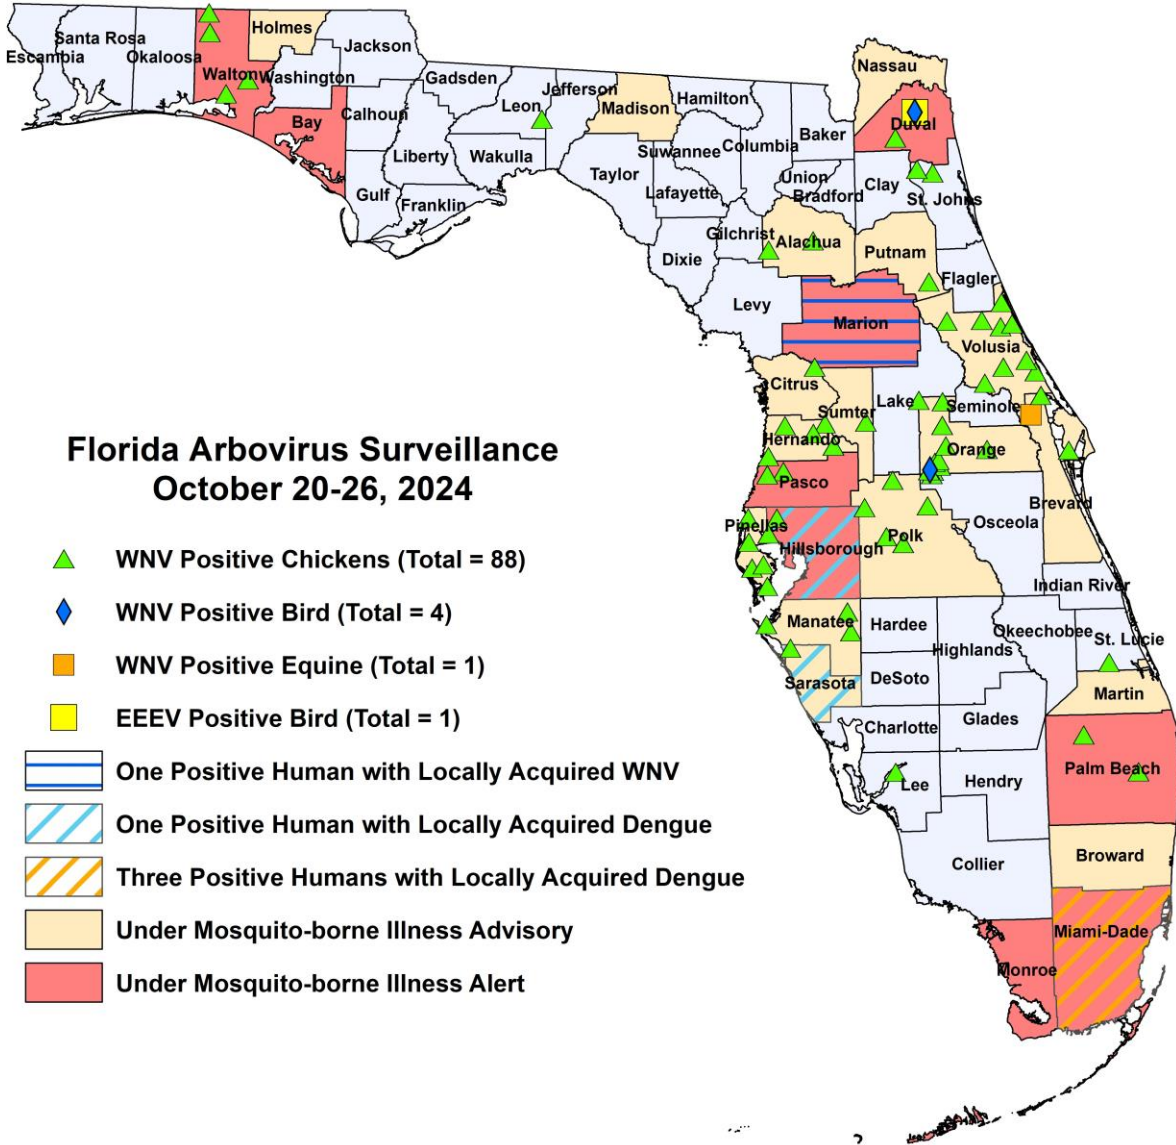 Florida Arbovirus Surveillance
October 20-26, 2024
WNV Positive Chickens (Total = 88)
WNV Positive Bird (Total = 4)
WNV Positive Equine (Total = 1)
EEEV Positive Bird (Total = 1)
One Positive Human with Locally Acquired WNV
One Positive Human with Locally Acquired Dengue
Three Positive Humans with Locally Acquired Dengue
Under Mosquito-borne Illness Advisory
Under Mosquito-borne Illness Alert
Escambia
Santa Rosa
Okaloosa
Walton
Holmes
Washington
Jackson
Bay
Calhoun
Gulf
Gadsden
Liberty
Franklin
Leon
Wakulla
Jefferson
Madison
Taylor
Hamilton
Suwannee
Lafayette
Columbia
Dixie
Gilchrist
Baker
Union
Bradford
Nassau
Duval
Clay
St. Johns
Alachua
Putnam
Flagler
Levy
Marion
Volusia
Citrus
Sumter
Lake
Seminole
Hernando
Orange
Pasco
Brevard
Osceola
Pinellas
Hillsborough
Polk
Indian River
Manatee
Hardee
Highlands
Okeechobee
St. Lucie
Sarasota
DeSoto
Martin
Charlotte
Glades
Lee
Hendry
Palm Beach
Collier
Broward
Monroe
Miami-Dade